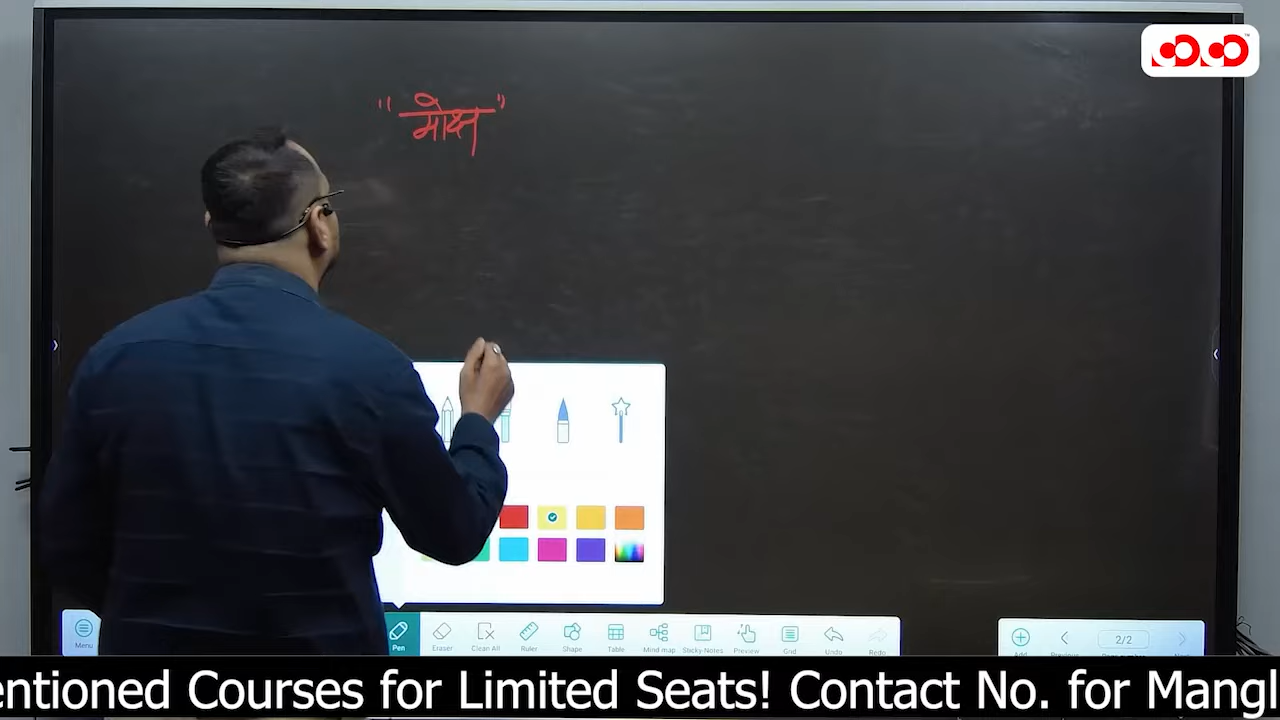 "मोक्ष"
Menu
Pen Eraser Clean All Ruler Shape Table Mind map Sticky-Notes Preview Grid Undo Redo
2/2
entioned Courses for Limited Seats! Contact No. for Mangl